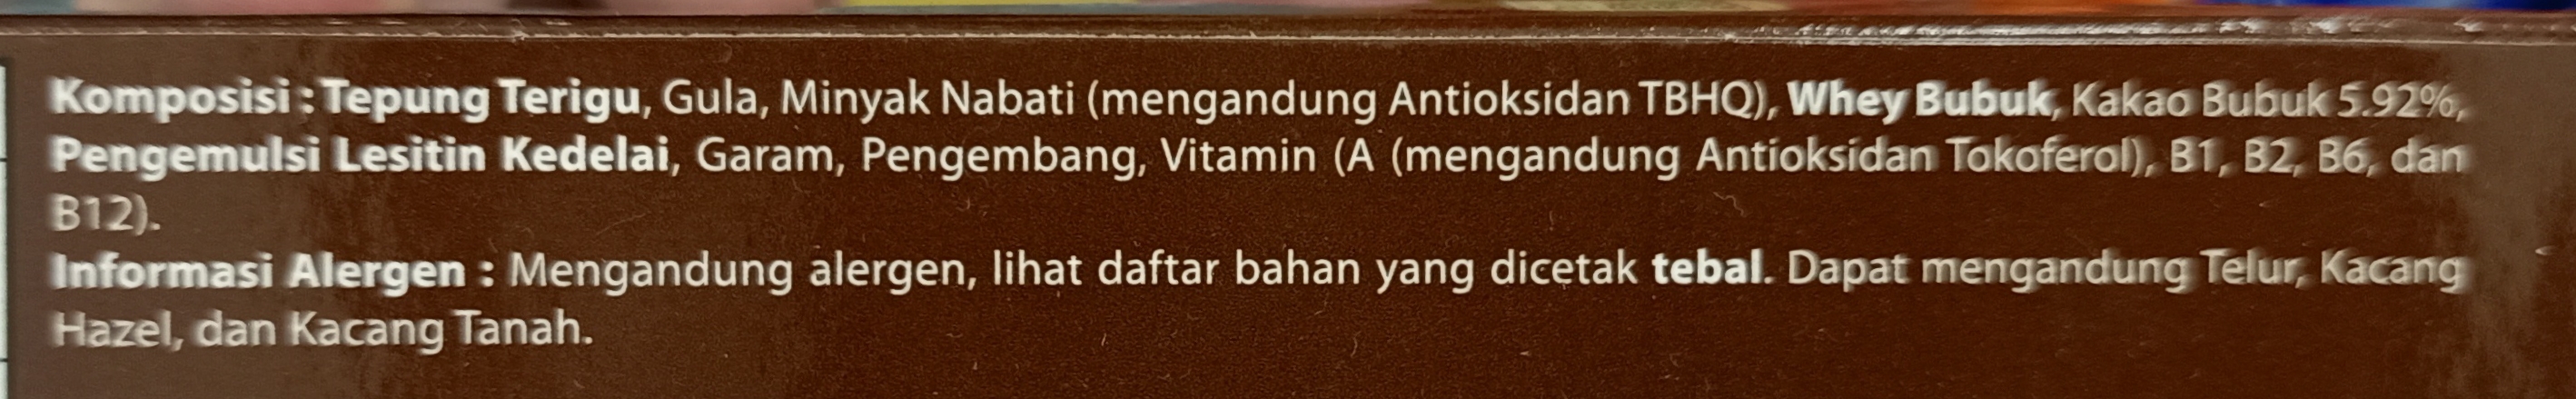 Komposisi : Tepung Terigu, Gula, Minyak Nabati (mengandung Antioksidan TBHQ), Whey Bubuk, Kakao Bubuk 5.92%,
Pengemulsi Lesitin Kedelai, Garam, Pengembang, Vitamin (A (mengandung Antioksidan Tokoferol), B1, B2, B6, dan
B12).
Informasi Alergen : Mengandung alergen, lihat daftar bahan yang dicetak tebal. Dapat mengandung Telur, Kacang
Hazel, dan Kacang Tanah.